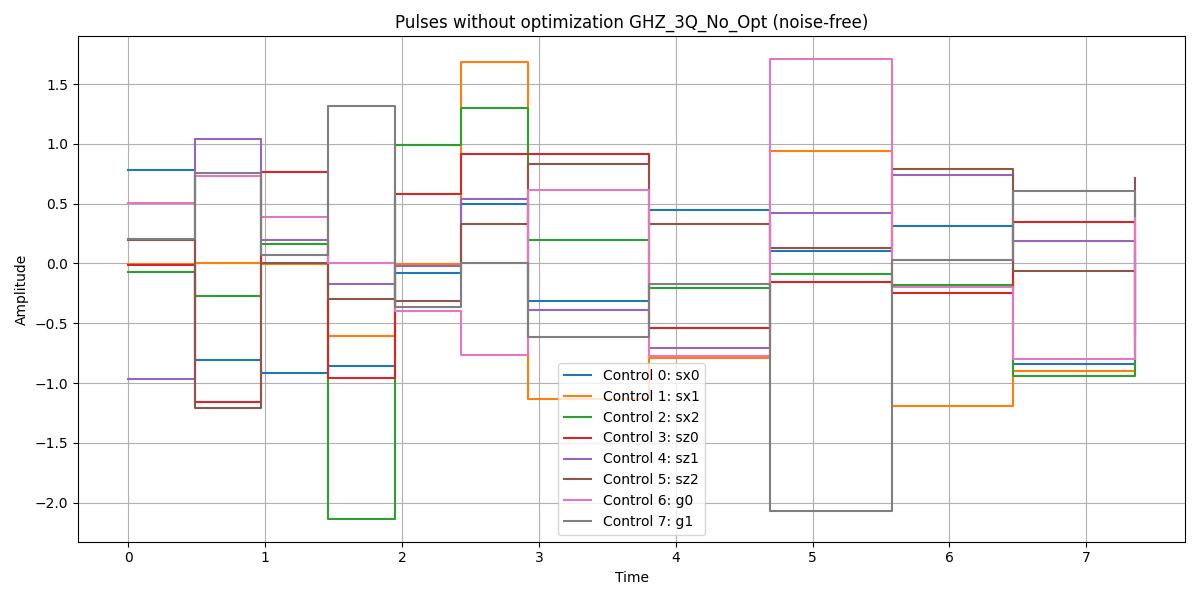 Pulses without optimization GHZ_3Q_No_Opt (noise-free)
1.5
1.0
0.5
0.0
−0.5
−1.0
−1.5
−2.0
Amplitude
Control 0: sx0
Control 1: sx1
Control 2: sx2
Control 3: sz0
Control 4: sz1
Control 5: sz2
Control 6: g0
Control 7: g1
0 1 2 3 4 5 6 7
Time